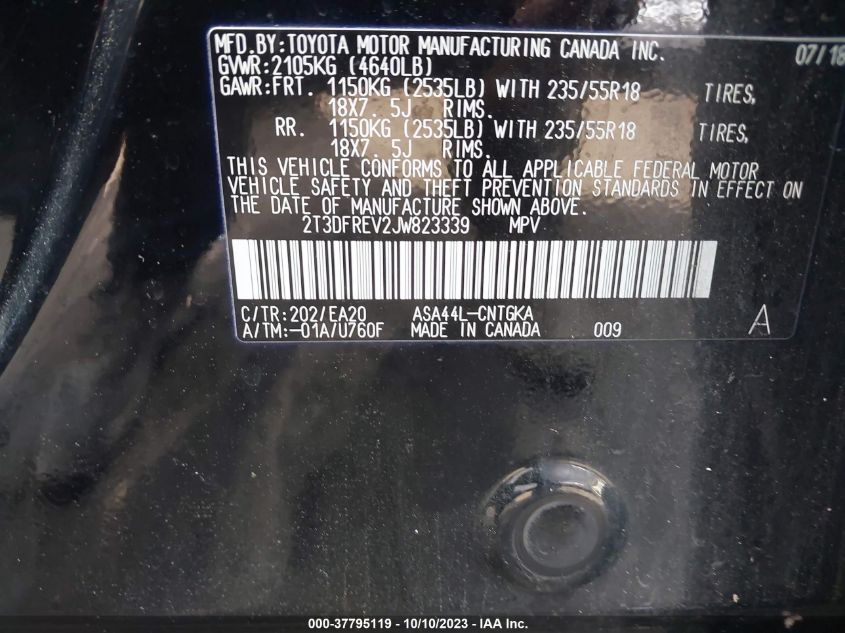 MFD.BY:TOYOTA MOTOR MANUFACTURING CANADA INC. 07/18
GVWR:2105KG (4640LB)
GAWR:FRT. 1150KG (2535LB) WITH 235/55R18 TIRES,
18X7. 5J RIMS.
RR. 1150KG (2535LB) WITH 235/55R18 TIRES,
18X7. 5J RIMS.
THIS VEHICLE CONFORMS TO ALL APPLICABLE FEDERAL MOTOR
VEHICLE SAFETY AND THEFT PREVENTION STANDARDS IN EFFECT ON
THE DATE OF MANUFACTURE SHOWN ABOVE.
2T3DFREV2JW823339 MPV
C/TR:202/EA20 ASA44L-CNTGKA
A/TM:-01A/U760F MADE IN CANADA 009 A
000-37795119 - 10/10/2023 - IAA Inc.